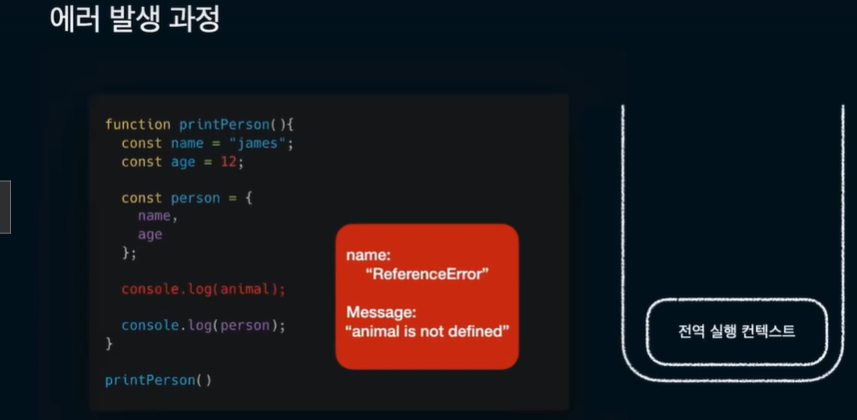 에러 발생 과정
function printPerson(){
const name = "james";
const age = 12;
const person = {
name,
age
};
console.log(animal);
console.log(person);
}
printPerson()
name:
“ReferenceError”
Message:
“animal is not defined”
전역 실행 컨텍스트